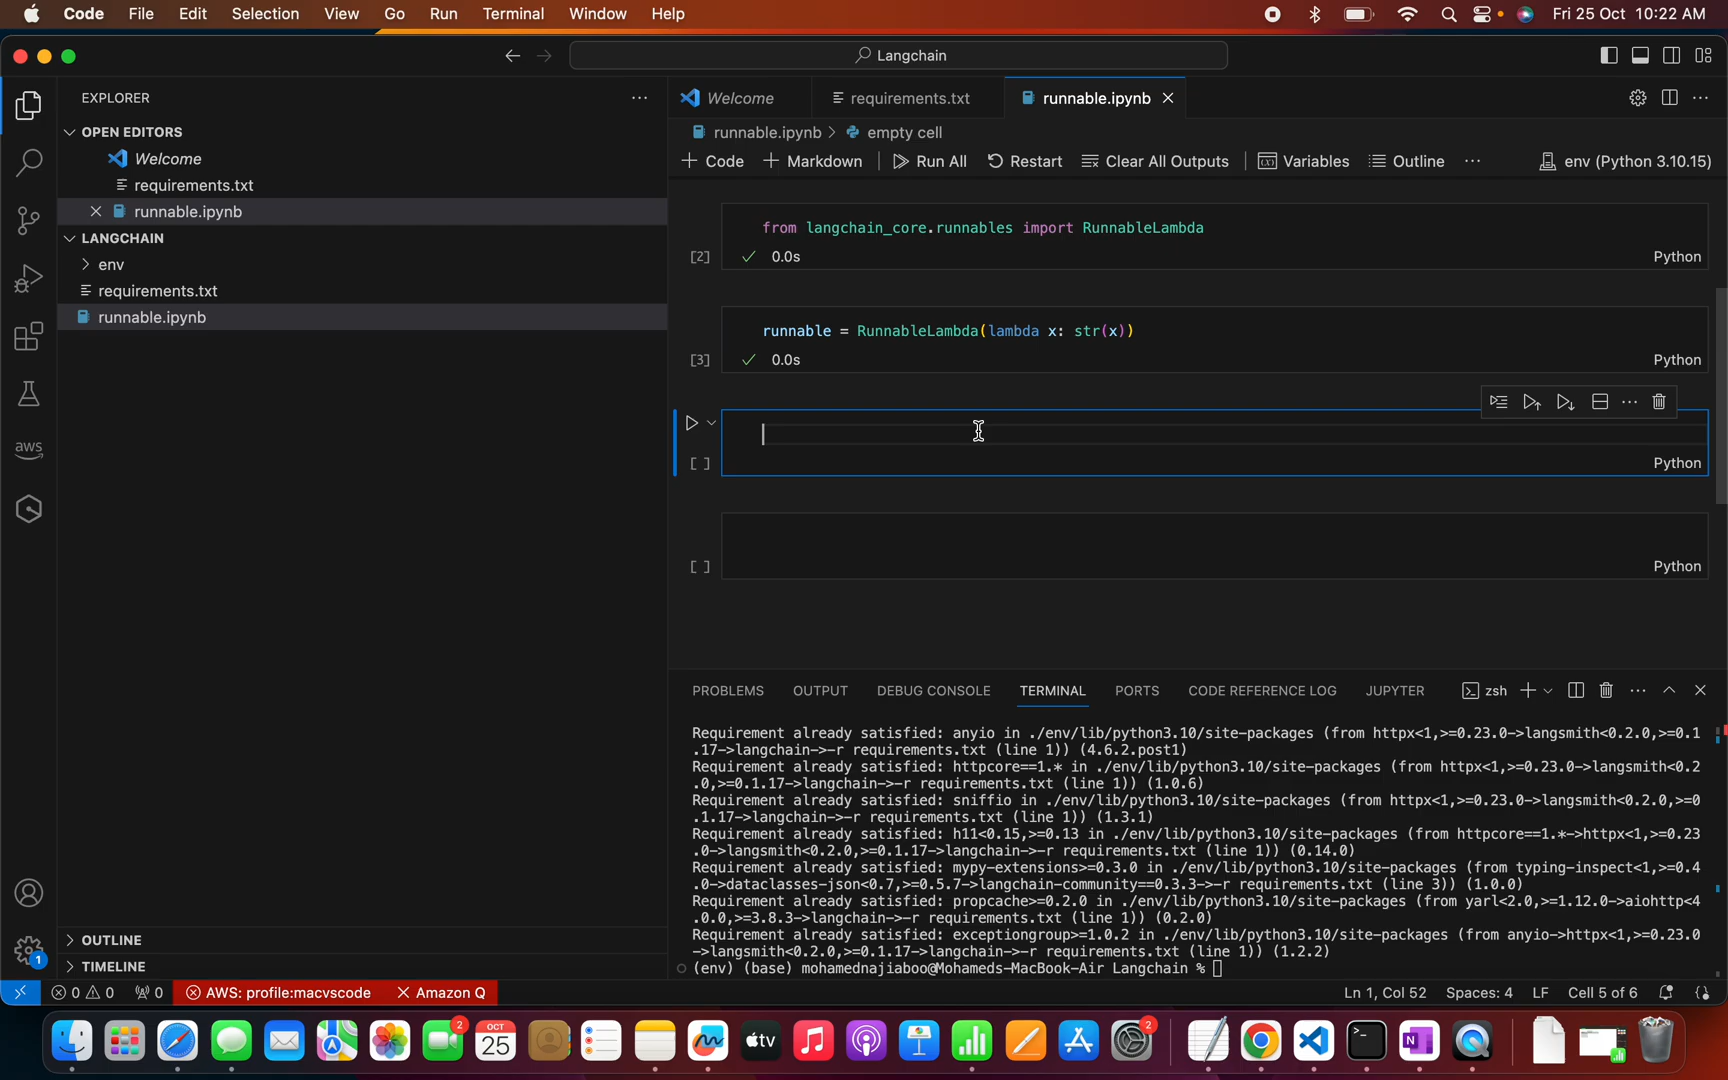 Code File Edit Selection View Go Run Terminal Window Help Fri 25 Oct 10:22 AM
Langchain
EXPLORER
OPEN EDITORS
Welcome
requirements.txt
runnable.ipynb
LANGCHAIN
env
requirements.txt
runnable.ipynb
OUTLINE
TIMELINE
Welcome requirements.txt runnable.ipynb
runnable.ipynb > empty cell
+ Code + Markdown Run All Restart Clear All Outputs Variables Outline ... env (Python 3.10.15)
from langchain_core.runnables import RunnableLambda
[2] ✓ 0.0s Python
runnable = RunnableLambda(lambda x: str(x))
[3] ✓ 0.0s Python
[ ] Python
[ ] Python
PROBLEMS OUTPUT DEBUG CONSOLE TERMINAL PORTS CODE REFERENCE LOG JUPYTER zsh
Requirement already satisfied: anyio in ./env/lib/python3.10/site-packages (from httpx<1,>=0.23.0->langsmith<0.2.0,>=0.1
.17->langchain->-r requirements.txt (line 1)) (4.6.2.post1)
Requirement already satisfied: httpcore==1.* in ./env/lib/python3.10/site-packages (from httpx<1,>=0.23.0->langsmith<0.2
.0,>=0.1.17->langchain->-r requirements.txt (line 1)) (1.0.6)
Requirement already satisfied: sniffio in ./env/lib/python3.10/site-packages (from httpx<1,>=0.23.0->langsmith<0.2.0,>=0
.1.17->langchain->-r requirements.txt (line 1)) (1.3.1)
Requirement already satisfied: h11<0.15,>=0.13 in ./env/lib/python3.10/site-packages (from httpcore==1.*->httpx<1,>=0.23
.0->langsmith<0.2.0,>=0.1.17->langchain->-r requirements.txt (line 1)) (0.14.0)
Requirement already satisfied: mypy-extensions>=0.3.0 in ./env/lib/python3.10/site-packages (from typing-inspect<1,>=0.4
.0->dataclasses-json<0.7,>=0.5.7->langchain-community==0.3.3->-r requirements.txt (line 3)) (1.0.0)
Requirement already satisfied: propcache>=0.2.0 in ./env/lib/python3.10/site-packages (from yarl<2.0,>=1.12.0->aiohttp<4
.0.0,>=3.8.3->langchain->-r requirements.txt (line 1)) (0.2.0)
Requirement already satisfied: exceptiongroup>=1.0.2 in ./env/lib/python3.10/site-packages (from anyio->httpx<1,>=0.23.0
->langsmith<0.2.0,>=0.1.17->langchain->-r requirements.txt (line 1)) (1.2.2)
(env) (base) mohamednajiaboo@Mohameds-MacBook-Air Langchain %
aws
1
0 0 0 AWS: profile:macvscode Amazon Q Ln 1, Col 52 Spaces: 4 LF Cell 5 of 6
2 OCT 25 tv 2 N